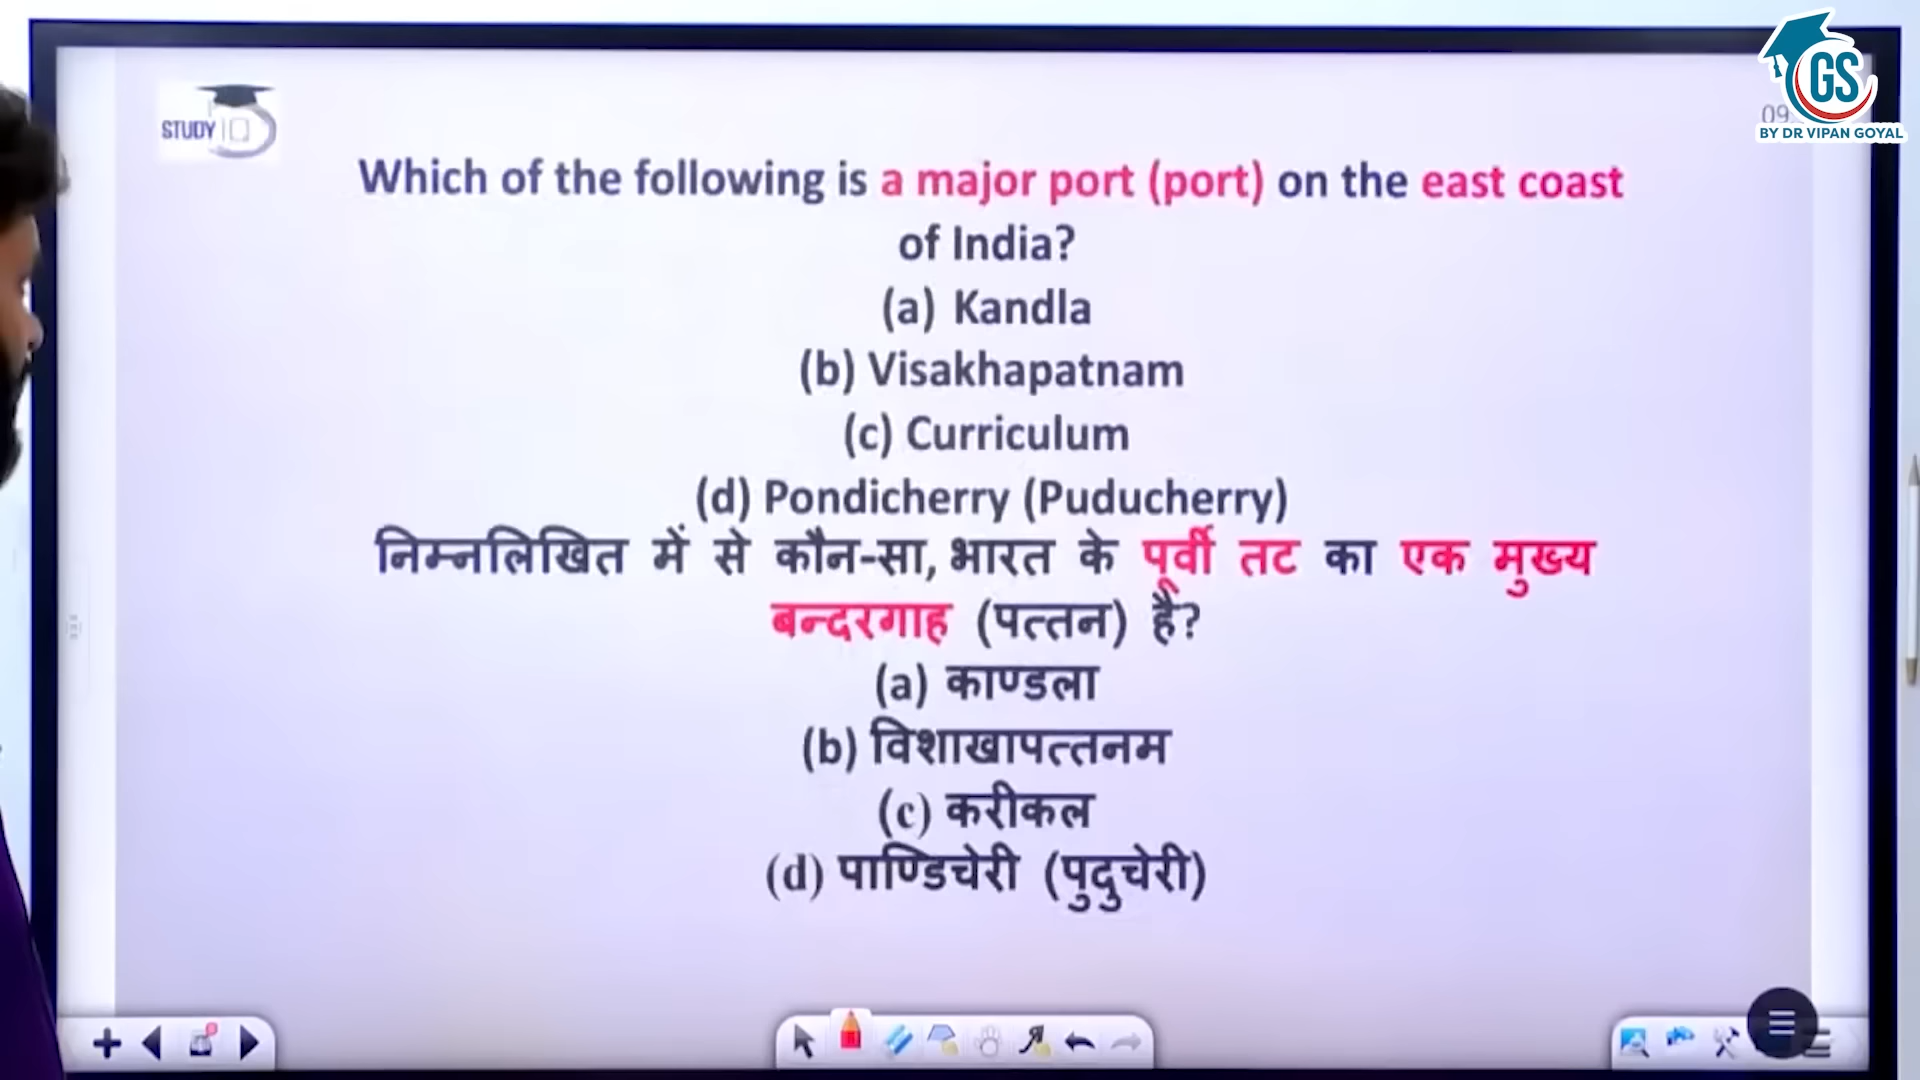 STUDY
GS
BY DR VIPAN GOYAL
Which of the following is a major port (port) on the east coast
of India?
(a) Kandla
(b) Visakhapatnam
(c) Curriculum
(d) Pondicherry (Puducherry)
निम्नलिखित में से कौन-सा, भारत के पूर्वी तट का एक मुख्य
बन्दरगाह (पत्तन) है?
(a) काण्डला
(b) विशाखापत्तनम
(c) करीकल
(d) पाण्डिचेरी (पुदुचेरी)